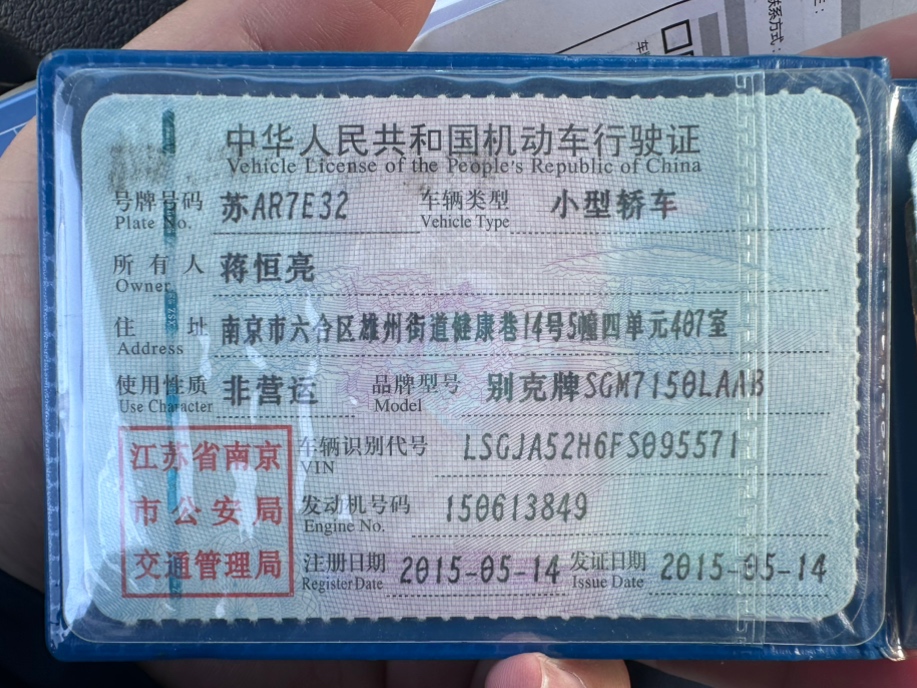 联系方式:
中华人民共和国机动车行驶证
Vehicle License of the People's Republic of China
号牌号码 苏AR7E32 车辆类型 小型轿车
Plate No. Vehicle Type
所有人 蒋恒亮
Owner
住址 南京市六合区雄州街道健康巷14号5幢四单元407室
Address
使用性质 非营运 品牌型号 别克牌SGM7150LAAB
Use Character Model
江苏省南京
市公安局
交通管理局
车辆识别代号 LSGJA52H6FS095571
VIN
发动机号码 150613849
Engine No.
注册日期 2015-05-14 发证日期 2015-05-14
Register Date Issue Date